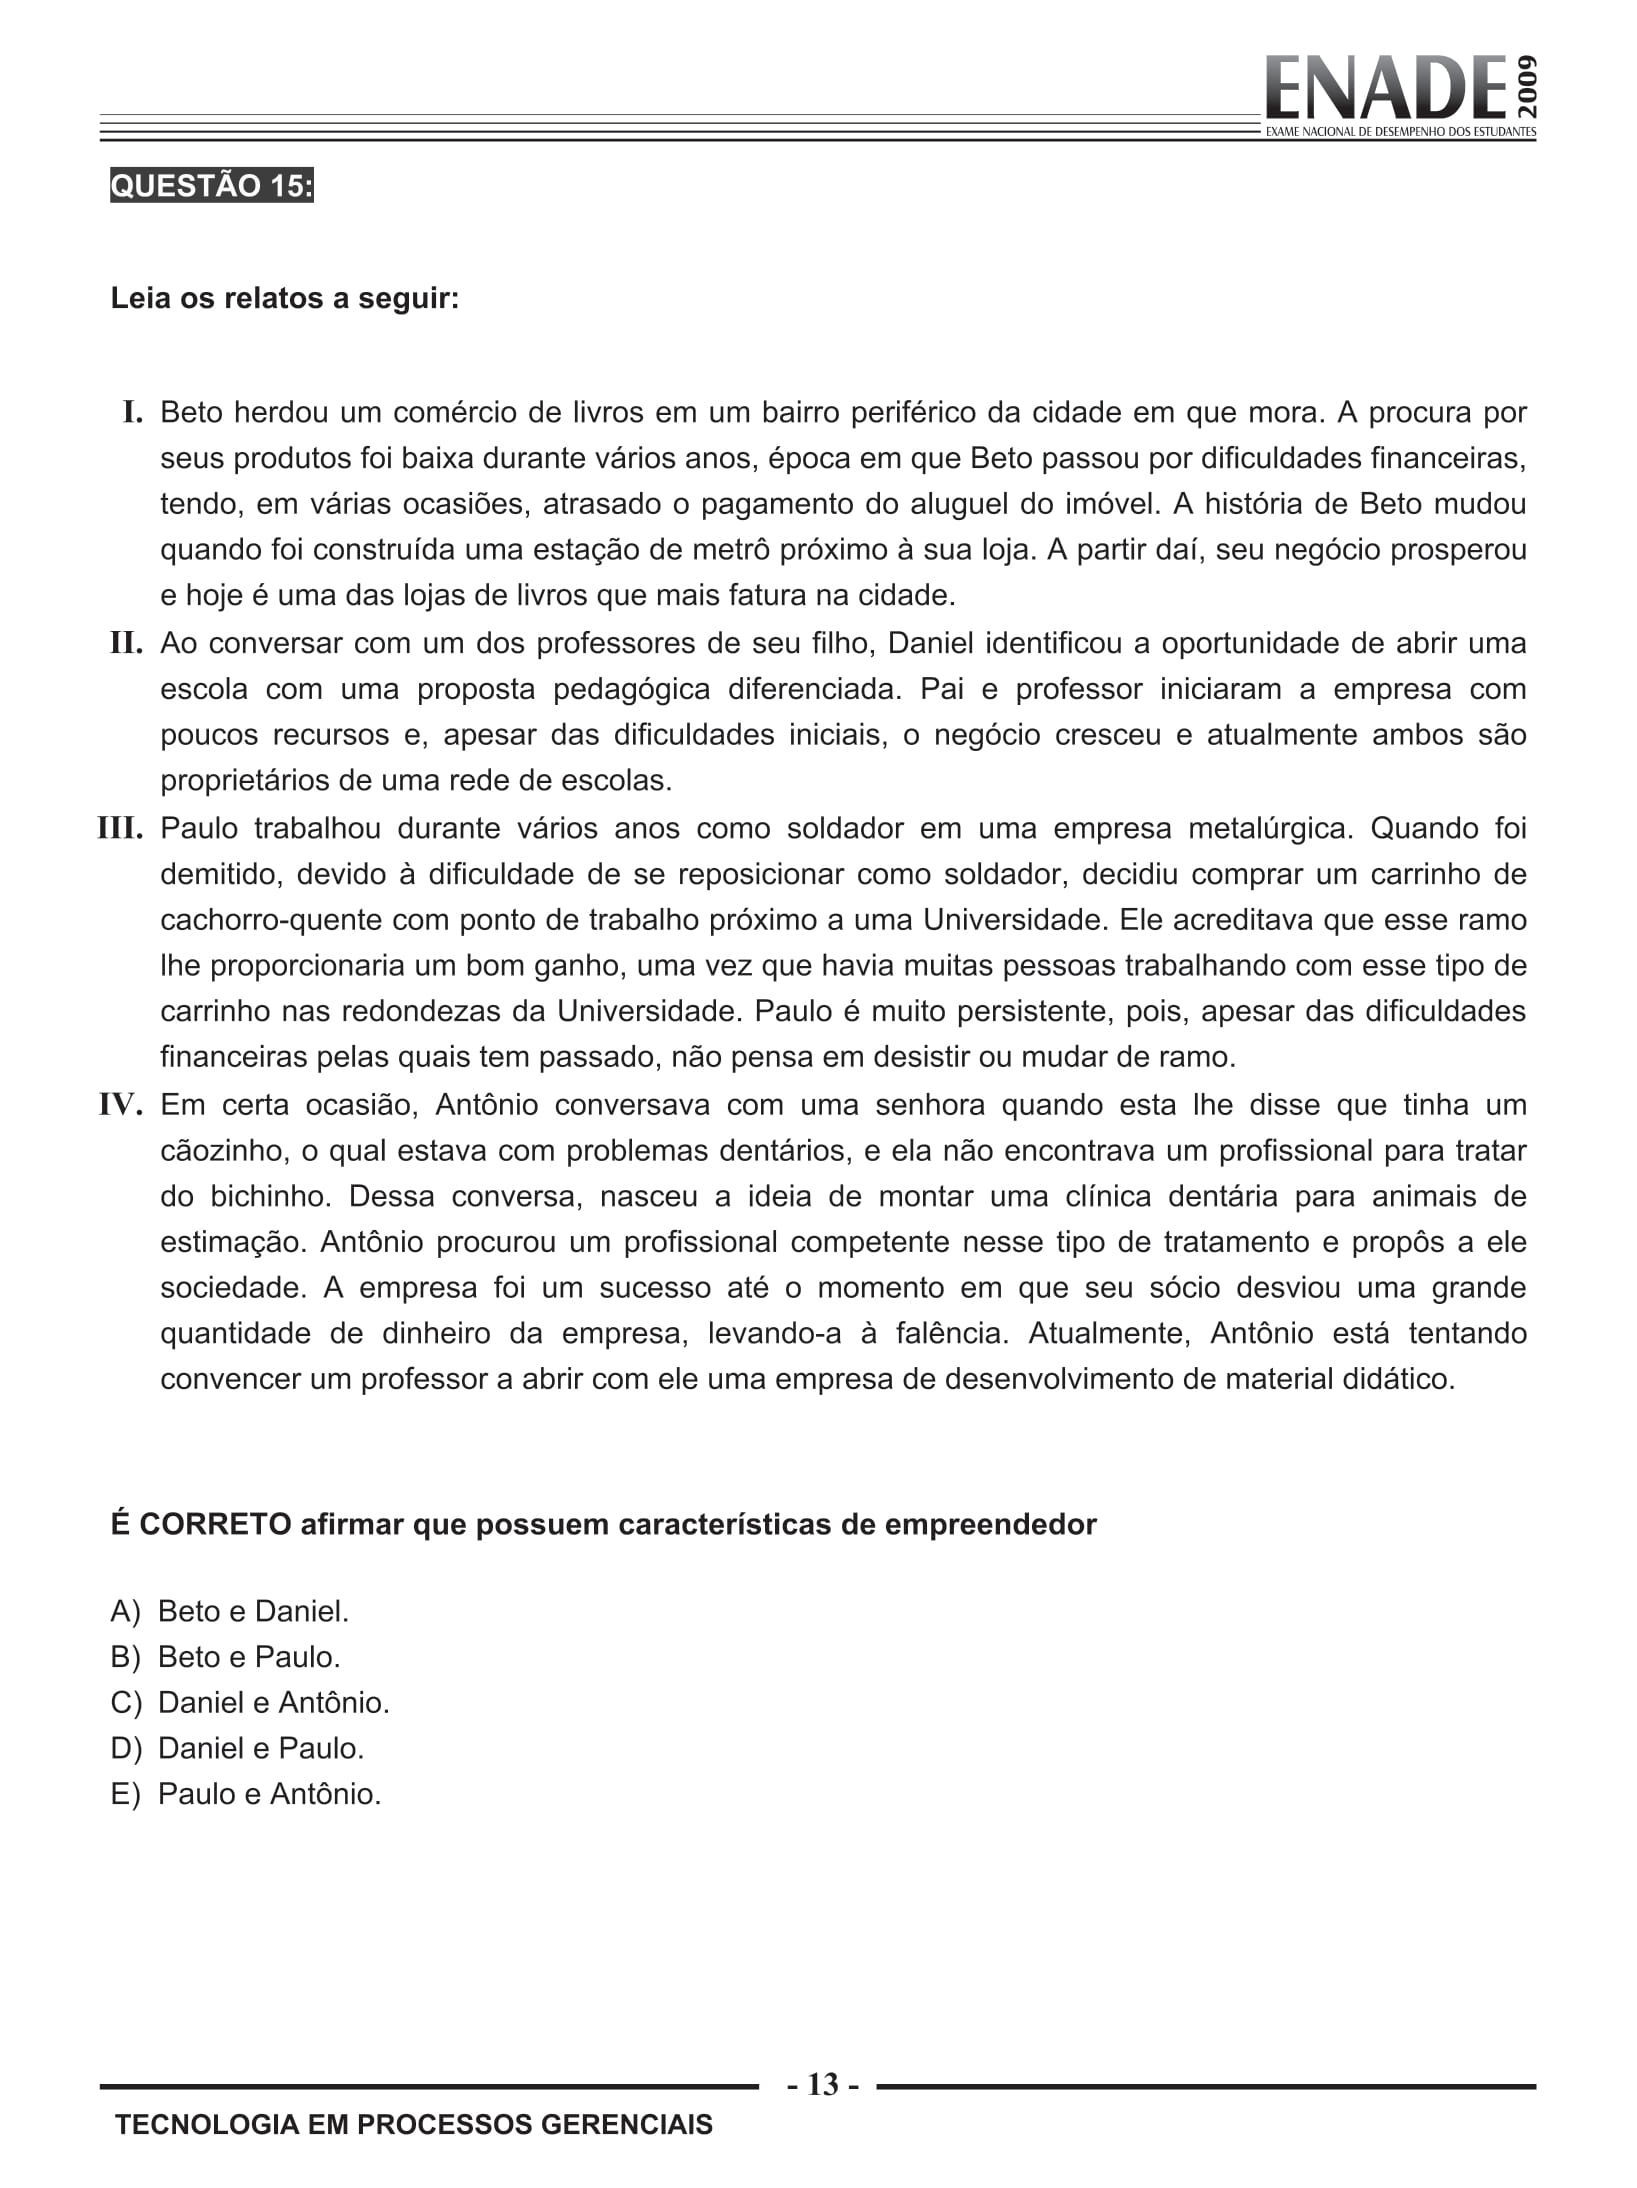 ENADE 2009
EXAME NACIONAL DE DESEMPENHO DOS ESTUDANTES
QUESTÃO 15:
Leia os relatos a seguir:
I. Beto herdou um comércio de livros em um bairro periférico da cidade em que mora. A procura por
seus produtos foi baixa durante vários anos, época em que Beto passou por dificuldades financeiras,
tendo, em várias ocasiões, atrasado o pagamento do aluguel do imóvel. A história de Beto mudou
quando foi construída uma estação de metrô próximo à sua loja. A partir daí, seu negócio prosperou
e hoje é uma das lojas de livros que mais fatura na cidade.
II. Ao conversar com um dos professores de seu filho, Daniel identificou a oportunidade de abrir uma
escola com uma proposta pedagógica diferenciada. Pai e professor iniciaram a empresa com
poucos recursos e, apesar das dificuldades iniciais, o negócio cresceu e atualmente ambos são
proprietários de uma rede de escolas.
III. Paulo trabalhou durante vários anos como soldador em uma empresa metalúrgica. Quando foi
demitido, devido à dificuldade de se reposicionar como soldador, decidiu comprar um carrinho de
cachorro-quente com ponto de trabalho próximo a uma Universidade. Ele acreditava que esse ramo
lhe proporcionaria um bom ganho, uma vez que havia muitas pessoas trabalhando com esse tipo de
carrinho nas redondezas da Universidade. Paulo é muito persistente, pois, apesar das dificuldades
financeiras pelas quais tem passado, não pensa em desistir ou mudar de ramo.
IV. Em certa ocasião, Antônio conversava com uma senhora quando esta lhe disse que tinha um
cãozinho, o qual estava com problemas dentários, e ela não encontrava um profissional para tratar
do bichinho. Dessa conversa, nasceu a ideia de montar uma clínica dentária para animais de
estimação. Antônio procurou um profissional competente nesse tipo de tratamento e propôs a ele
sociedade. A empresa foi um sucesso até o momento em que seu sócio desviou uma grande
quantidade de dinheiro da empresa, levando-a à falência. Atualmente, Antônio está tentando
convencer um professor a abrir com ele uma empresa de desenvolvimento de material didático.
É CORRETO afirmar que possuem características de empreendedor
A) Beto e Daniel.
B) Beto e Paulo.
C) Daniel e Antônio.
D) Daniel e Paulo.
E) Paulo e Antônio.
- 13 -
TECNOLOGIA EM PROCESSOS GERENCIAIS